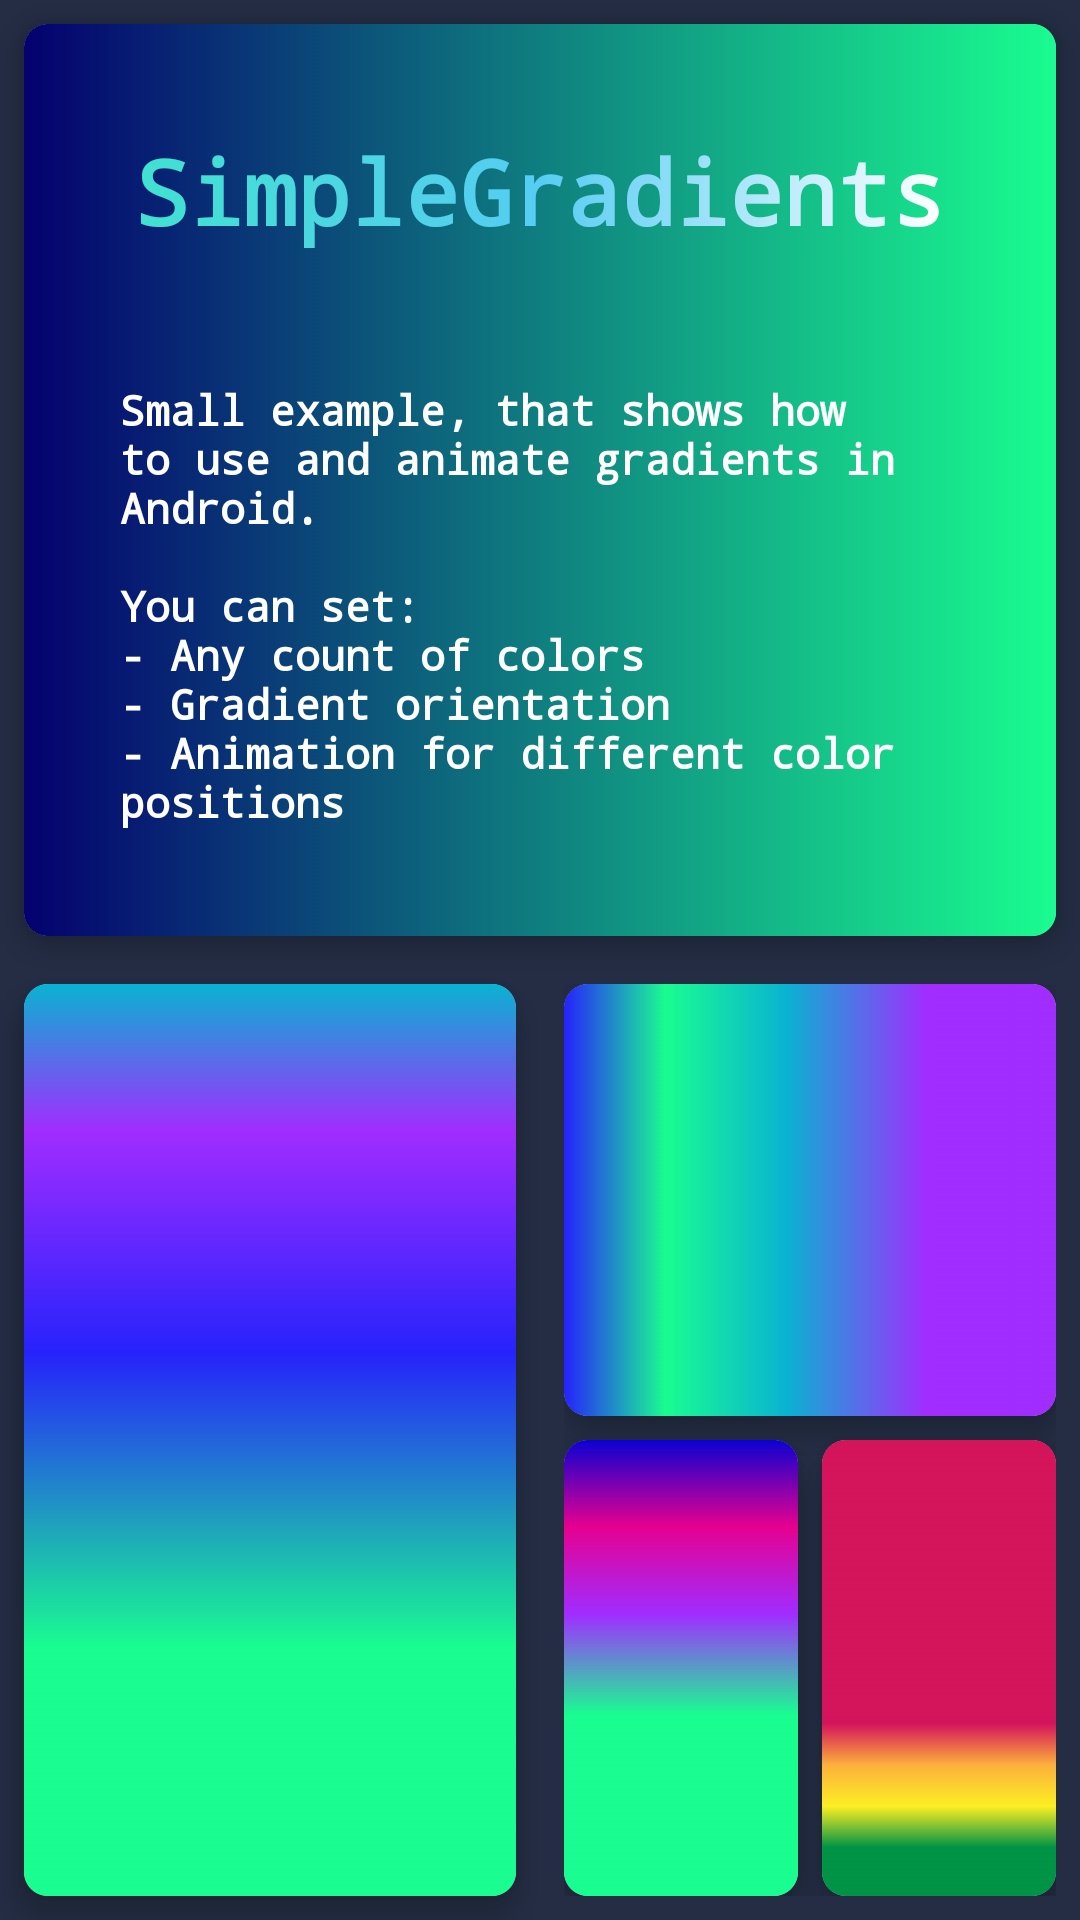 SimpleGradients
Small example, that shows how
to use and animate gradients in
Android.
You can set:
- Any count of colors
- Gradient orientation
- Animation for different color
positions